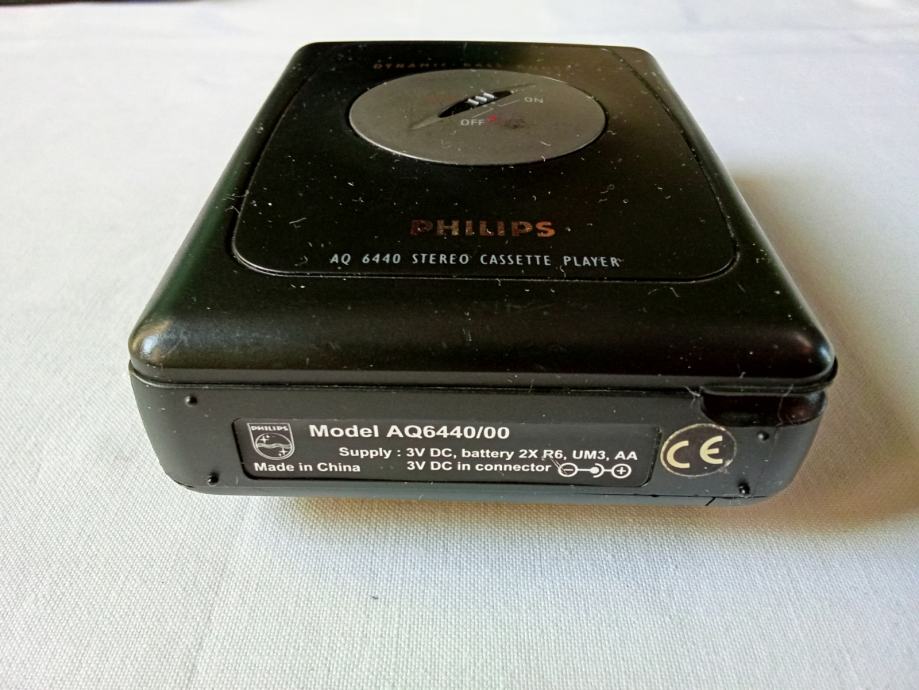 DYNAMIC BASS
ON
OFF
PHILIPS
AQ 6440 STEREO CASSETTE PLAYER
PHILIPS
Model AQ6440/00
Supply : 3V DC, battery 2X R6, UM3, AA
Made in China 3V DC in connector
CE